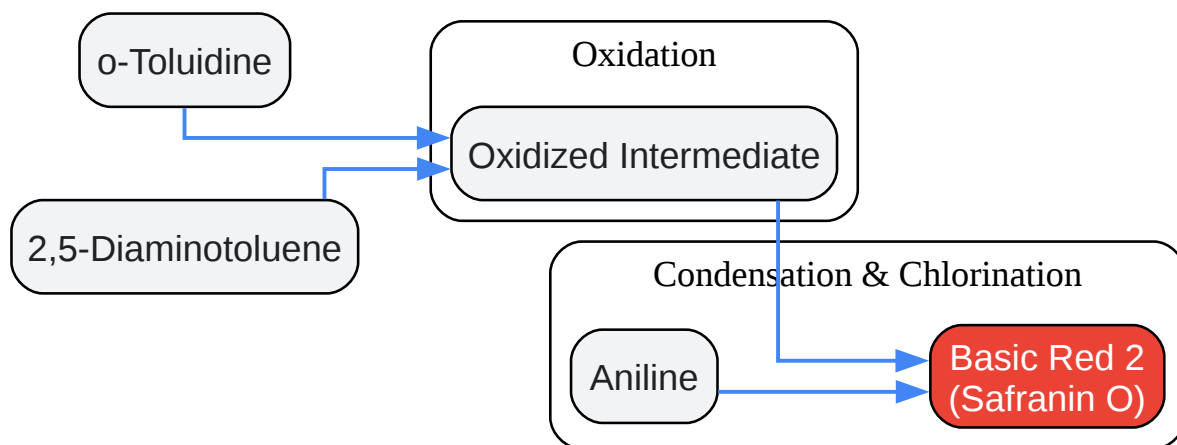 o-Toluidine
Oxidation
Oxidized Intermediate
2,5-Diaminotoluene
Condensation & Chlorination
Aniline
Basic Red 2
(Safranin O)